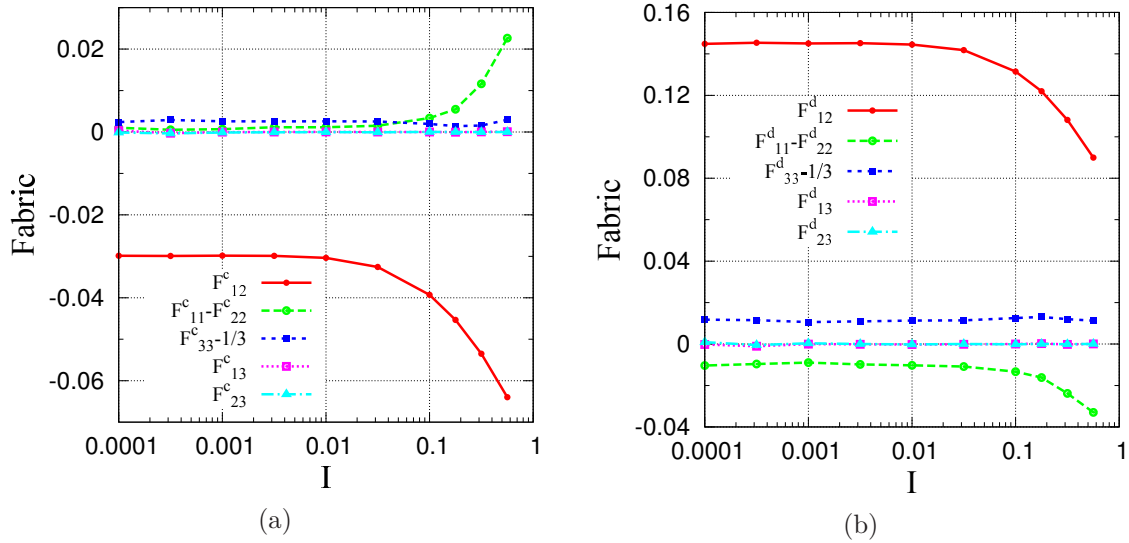 0.02
0
-0.02
-0.04
-0.06
Fabric
F^c_12
F^c_11-F^c_22
F^c_33-1/3
F^c_13
F^c_23
0.0001 0.001 0.01 0.1 1
I
(a)
0.16
0.12
0.08
0.04
0
-0.04
Fabric
F^d_12
F^d_11-F^d_22
F^d_33-1/3
F^d_13
F^d_23
0.0001 0.001 0.01 0.1 1
I
(b)